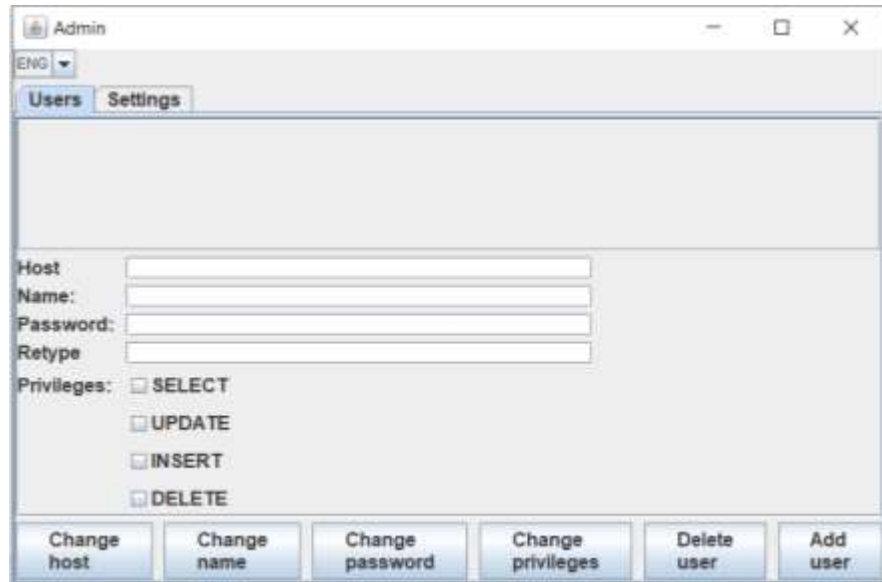 Admin
ENG
Users Settings
Host
Name:
Password:
Retype
Privileges: SELECT
UPDATE
INSERT
DELETE
Change host
Change name
Change password
Change privileges
Delete user
Add user